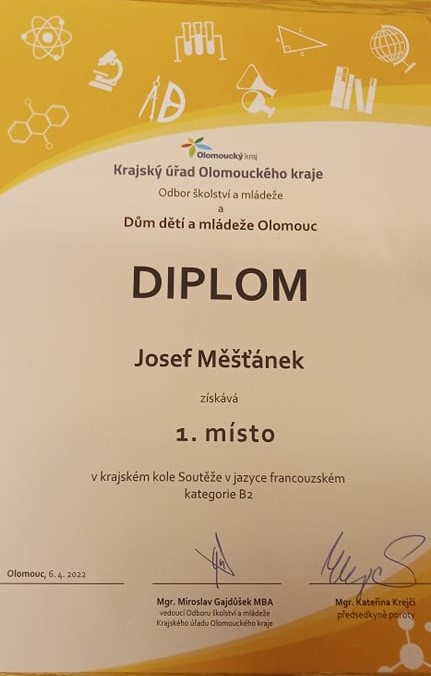 Olomoucký kraj
Krajský úřad Olomouckého kraje
Odbor školství a mládeže
a
Dům dětí a mládeže Olomouc
DIPLOM
Josef Měšťánek
získává
1. místo
v krajském kole Soutěže v jazyce francouzském
kategorie B2
Olomouc, 6. 4. 2022
Mgr. Miroslav Gajdůšek MBA
vedoucí Odboru školství a mládeže
Krajského úřadu Olomouckého kraje
Mgr. Kateřina Krejčí
předsedkyně poroty